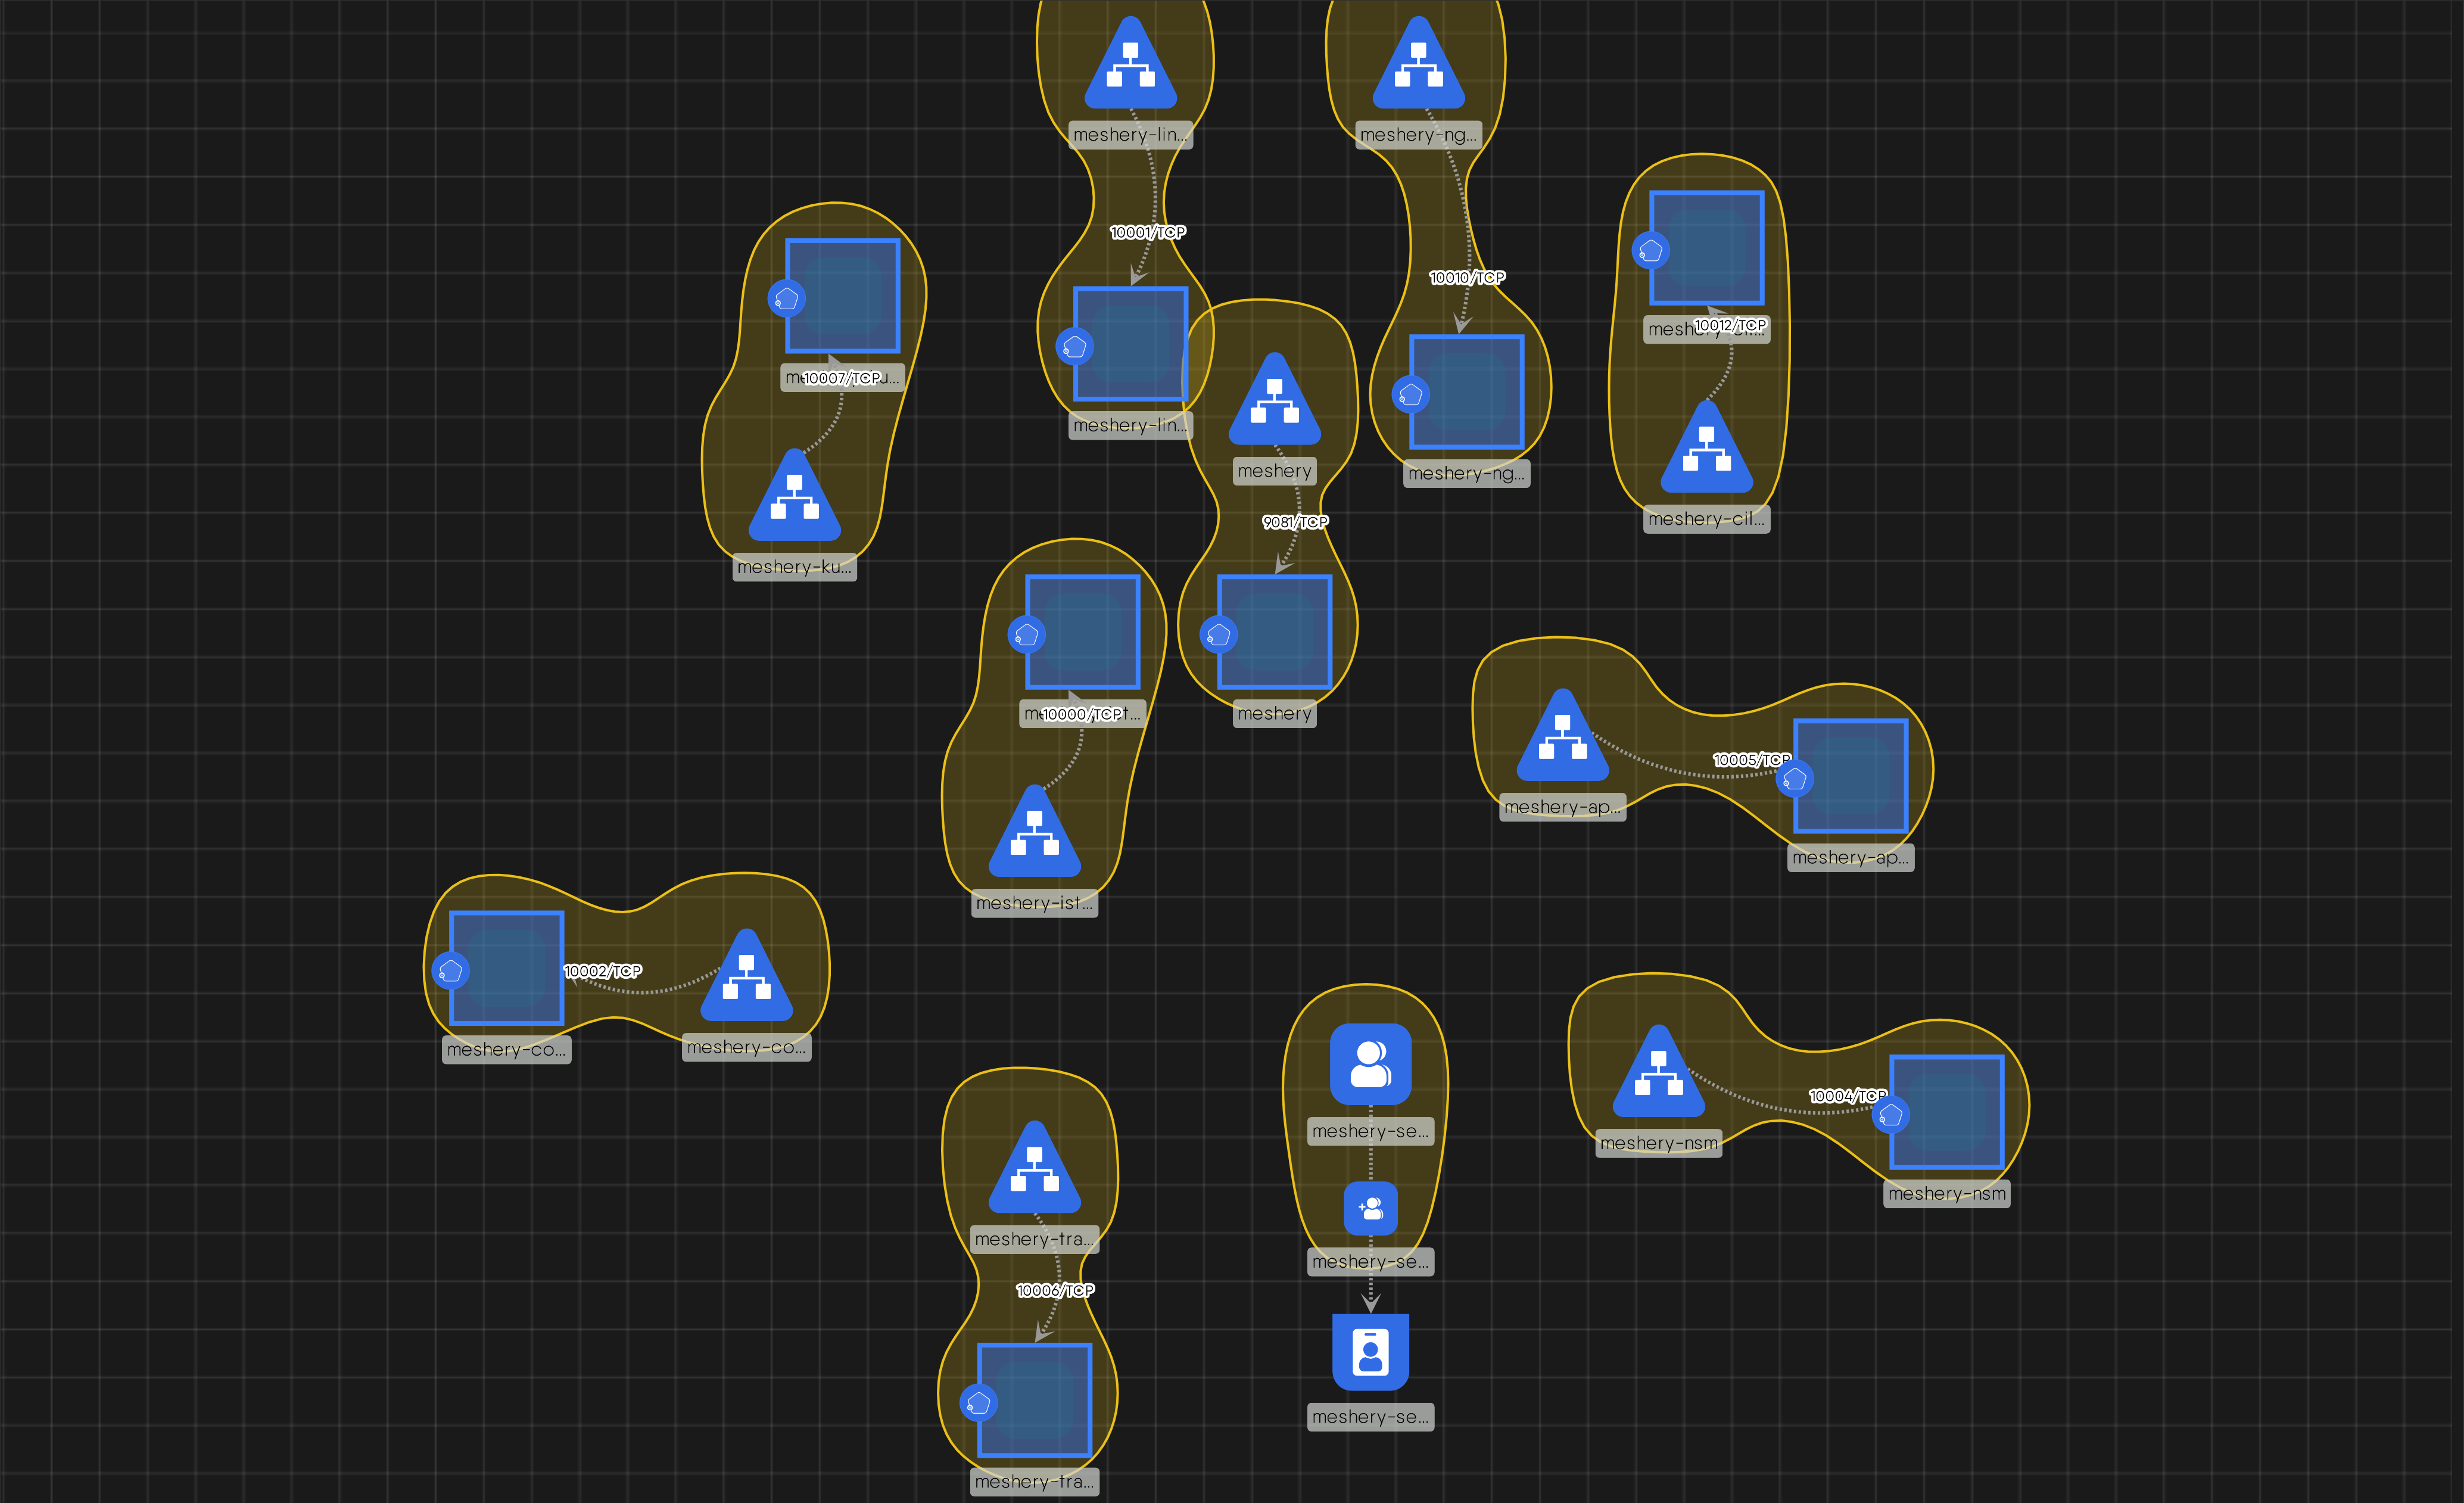 meshery-lin...
meshery-ng...
10001/TCP
10010/TCP
10012/TCP
10007/TCP
meshery-lin...
meshery
meshery-ng...
meshery-cil...
9081/TCP
meshery-ku...
10000/TCP
meshery
10005/TCP
meshery-ap...
meshery-ap...
meshery-ist...
10002/TCP
meshery-co...
meshery-co...
10004/TCP
meshery-se...
meshery-nsm
meshery-nsm
meshery-tra...
meshery-se...
10006/TCP
meshery-se...
meshery-tra...